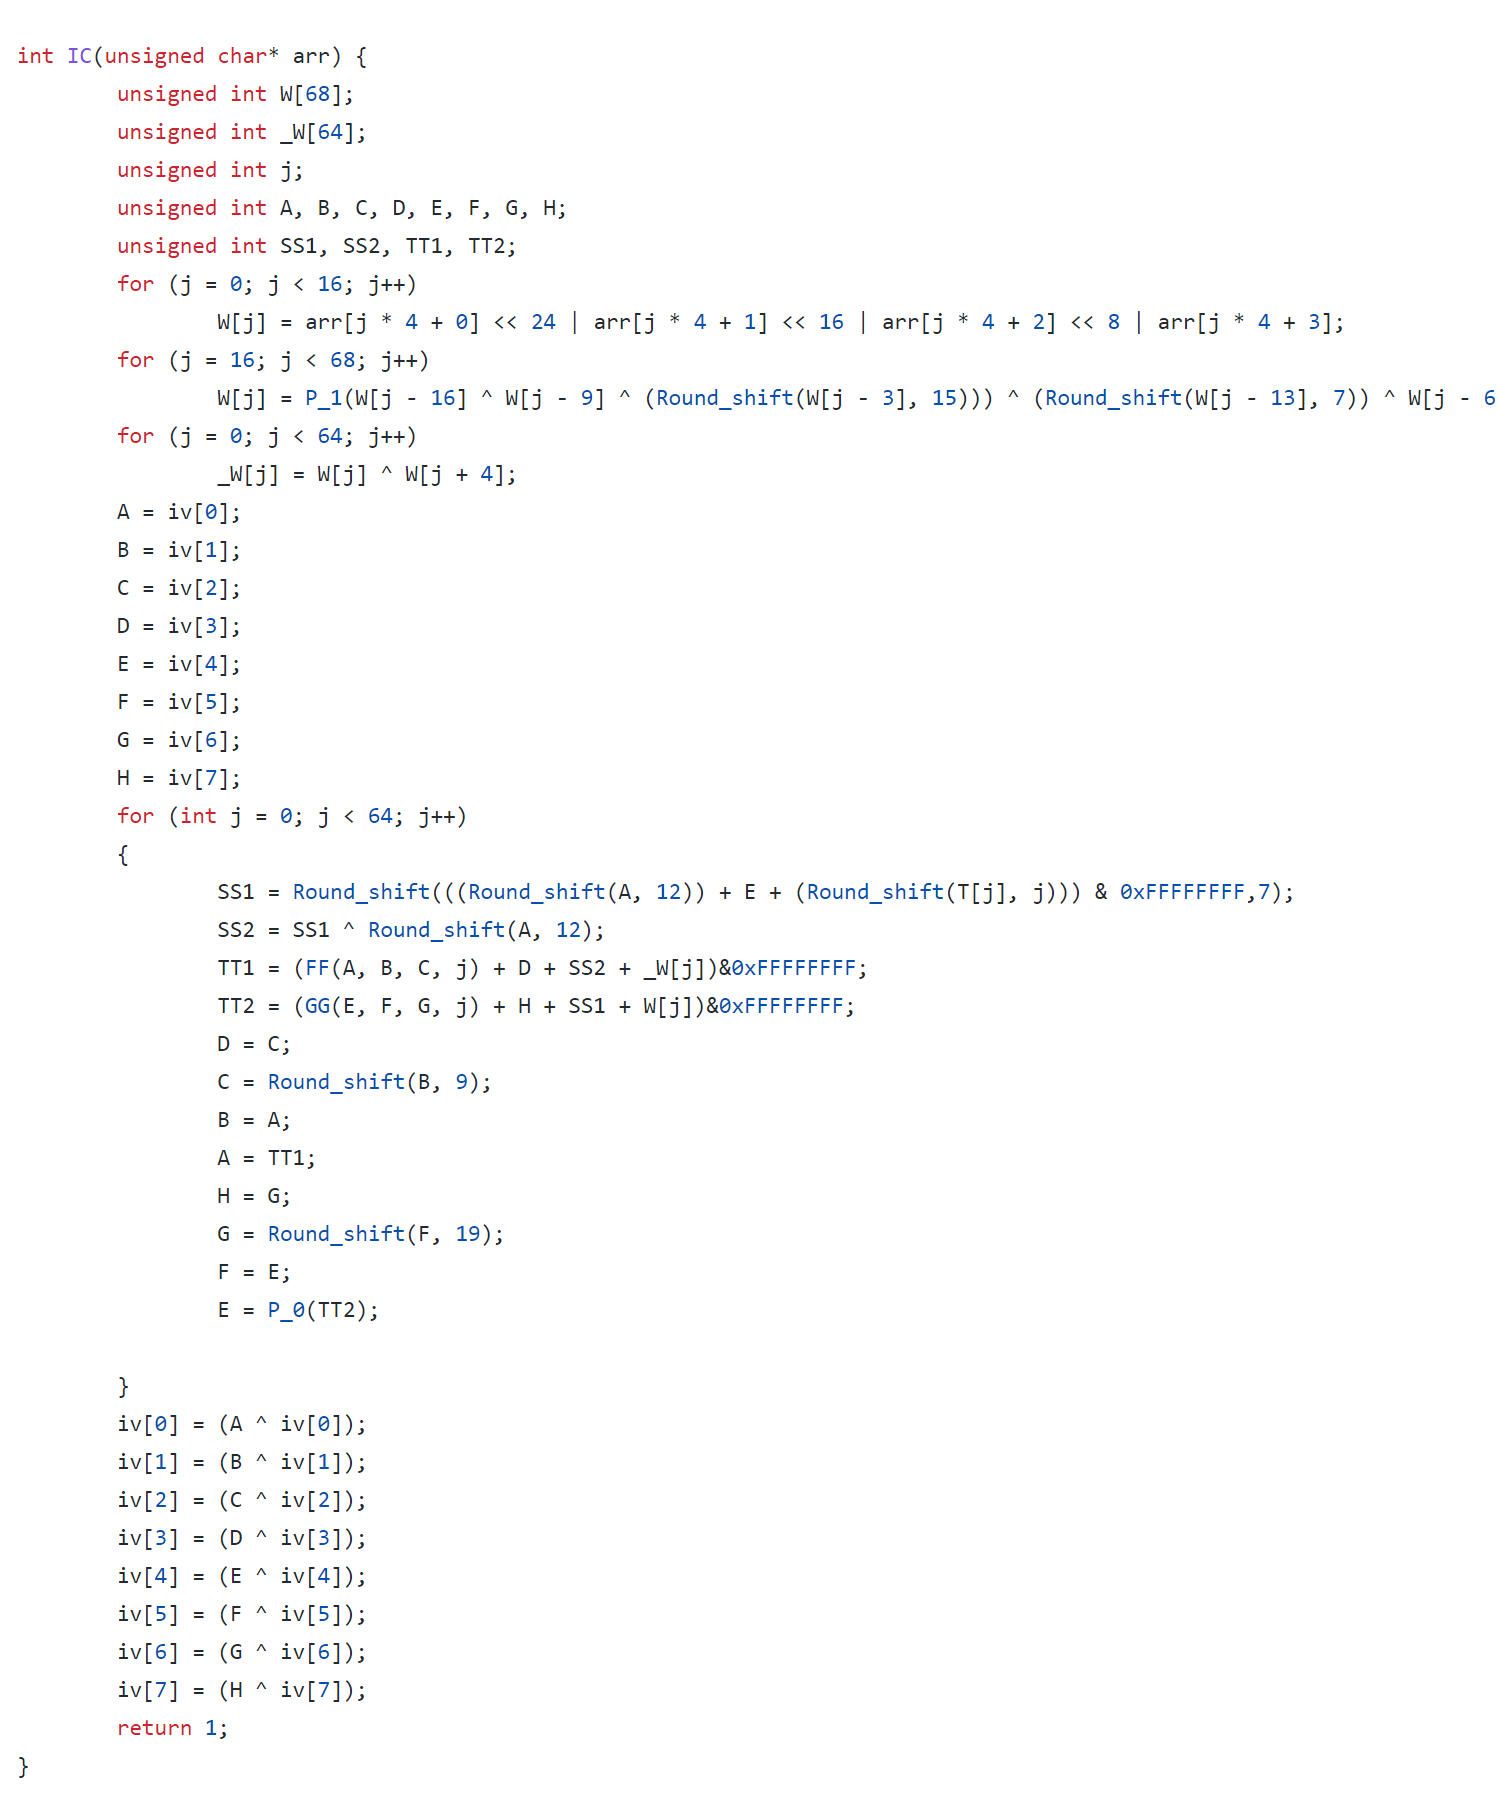 int IC(unsigned char* arr) {
unsigned int W[68];
unsigned int _W[64];
unsigned int j;
unsigned int A, B, C, D, E, F, G, H;
unsigned int SS1, SS2, TT1, TT2;
for (j = 0; j < 16; j++)
W[j] = arr[j * 4 + 0] << 24 | arr[j * 4 + 1] << 16 | arr[j * 4 + 2] << 8 | arr[j * 4 + 3];
for (j = 16; j < 68; j++)
W[j] = P_1(W[j - 16] ^ W[j - 9] ^ (Round_shift(W[j - 3], 15))) ^ (Round_shift(W[j - 13], 7)) ^ W[j - 6
for (j = 0; j < 64; j++)
_W[j] = W[j] ^ W[j + 4];
A = iv[0];
B = iv[1];
C = iv[2];
D = iv[3];
E = iv[4];
F = iv[5];
G = iv[6];
H = iv[7];
for (int j = 0; j < 64; j++)
{
SS1 = Round_shift(((Round_shift(A, 12)) + E + (Round_shift(T[j], j))) & 0xFFFFFFFF,7);
SS2 = SS1 ^ Round_shift(A, 12);
TT1 = (FF(A, B, C, j) + D + SS2 + _W[j])&0xFFFFFFFF;
TT2 = (GG(E, F, G, j) + H + SS1 + W[j])&0xFFFFFFFF;
D = C;
C = Round_shift(B, 9);
B = A;
A = TT1;
H = G;
G = Round_shift(F, 19);
F = E;
E = P_0(TT2);
}
iv[0] = (A ^ iv[0]);
iv[1] = (B ^ iv[1]);
iv[2] = (C ^ iv[2]);
iv[3] = (D ^ iv[3]);
iv[4] = (E ^ iv[4]);
iv[5] = (F ^ iv[5]);
iv[6] = (G ^ iv[6]);
iv[7] = (H ^ iv[7]);
return 1;
}